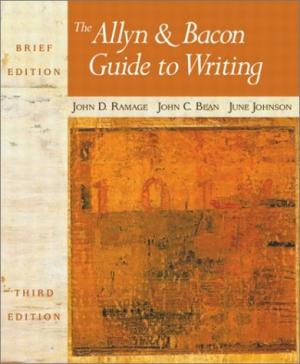 BRIEF
EDITION
The Allyn & Bacon
Guide to Writing
JOHN D. RAMAGE JOHN C. BEAN JUNE JOHNSON
THIRD
EDITION